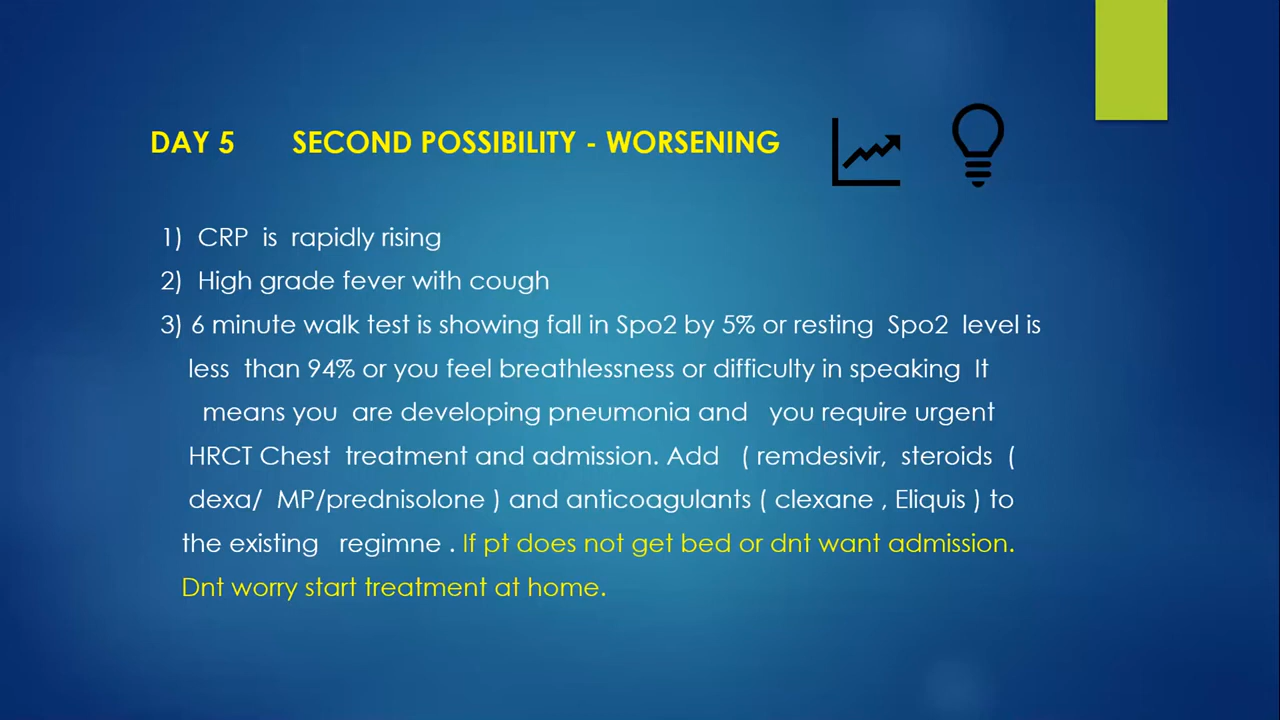 DAY 5 SECOND POSSIBILITY - WORSENING
1) CRP is rapidly rising
2) High grade fever with cough
3) 6 minute walk test is showing fall in Spo2 by 5% or resting Spo2 level is
less than 94% or you feel breathlessness or difficulty in speaking It
means you are developing pneumonia and you require urgent
HRCT Chest treatment and admission. Add ( remdesivir, steroids (
dexa/ MP/prednisolone ) and anticoagulants ( clexane , Eliquis ) to
the existing regimne . If pt does not get bed or dnt want admission.
Dnt worry start treatment at home.